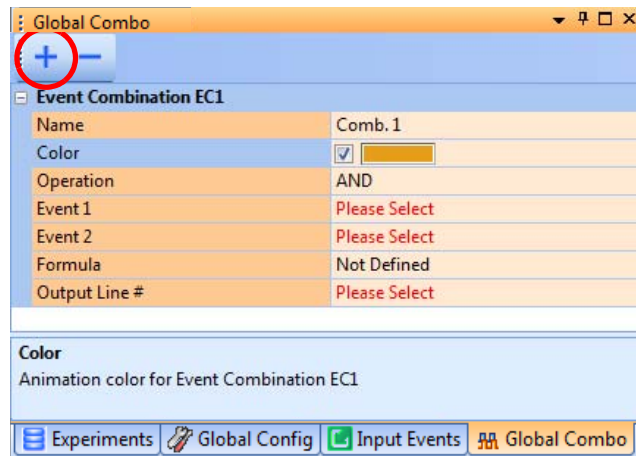 Global Combo
Event Combination EC1
Name Comb. 1
Color
Operation AND
Event 1 Please Select
Event 2 Please Select
Formula Not Defined
Output Line # Please Select
Color
Animation color for Event Combination EC1
Experiments Global Config Input Events Global Combo